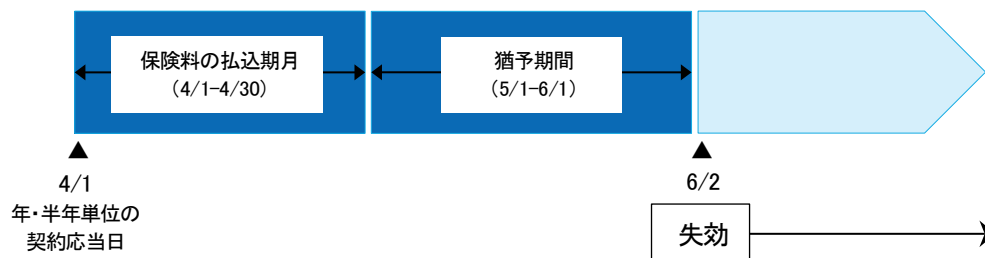 保険料の払込期月
（4/1-4/30）
猶予期間
（5/1-6/1）
4/1
年・半年単位の
契約応当日
6/2
失効